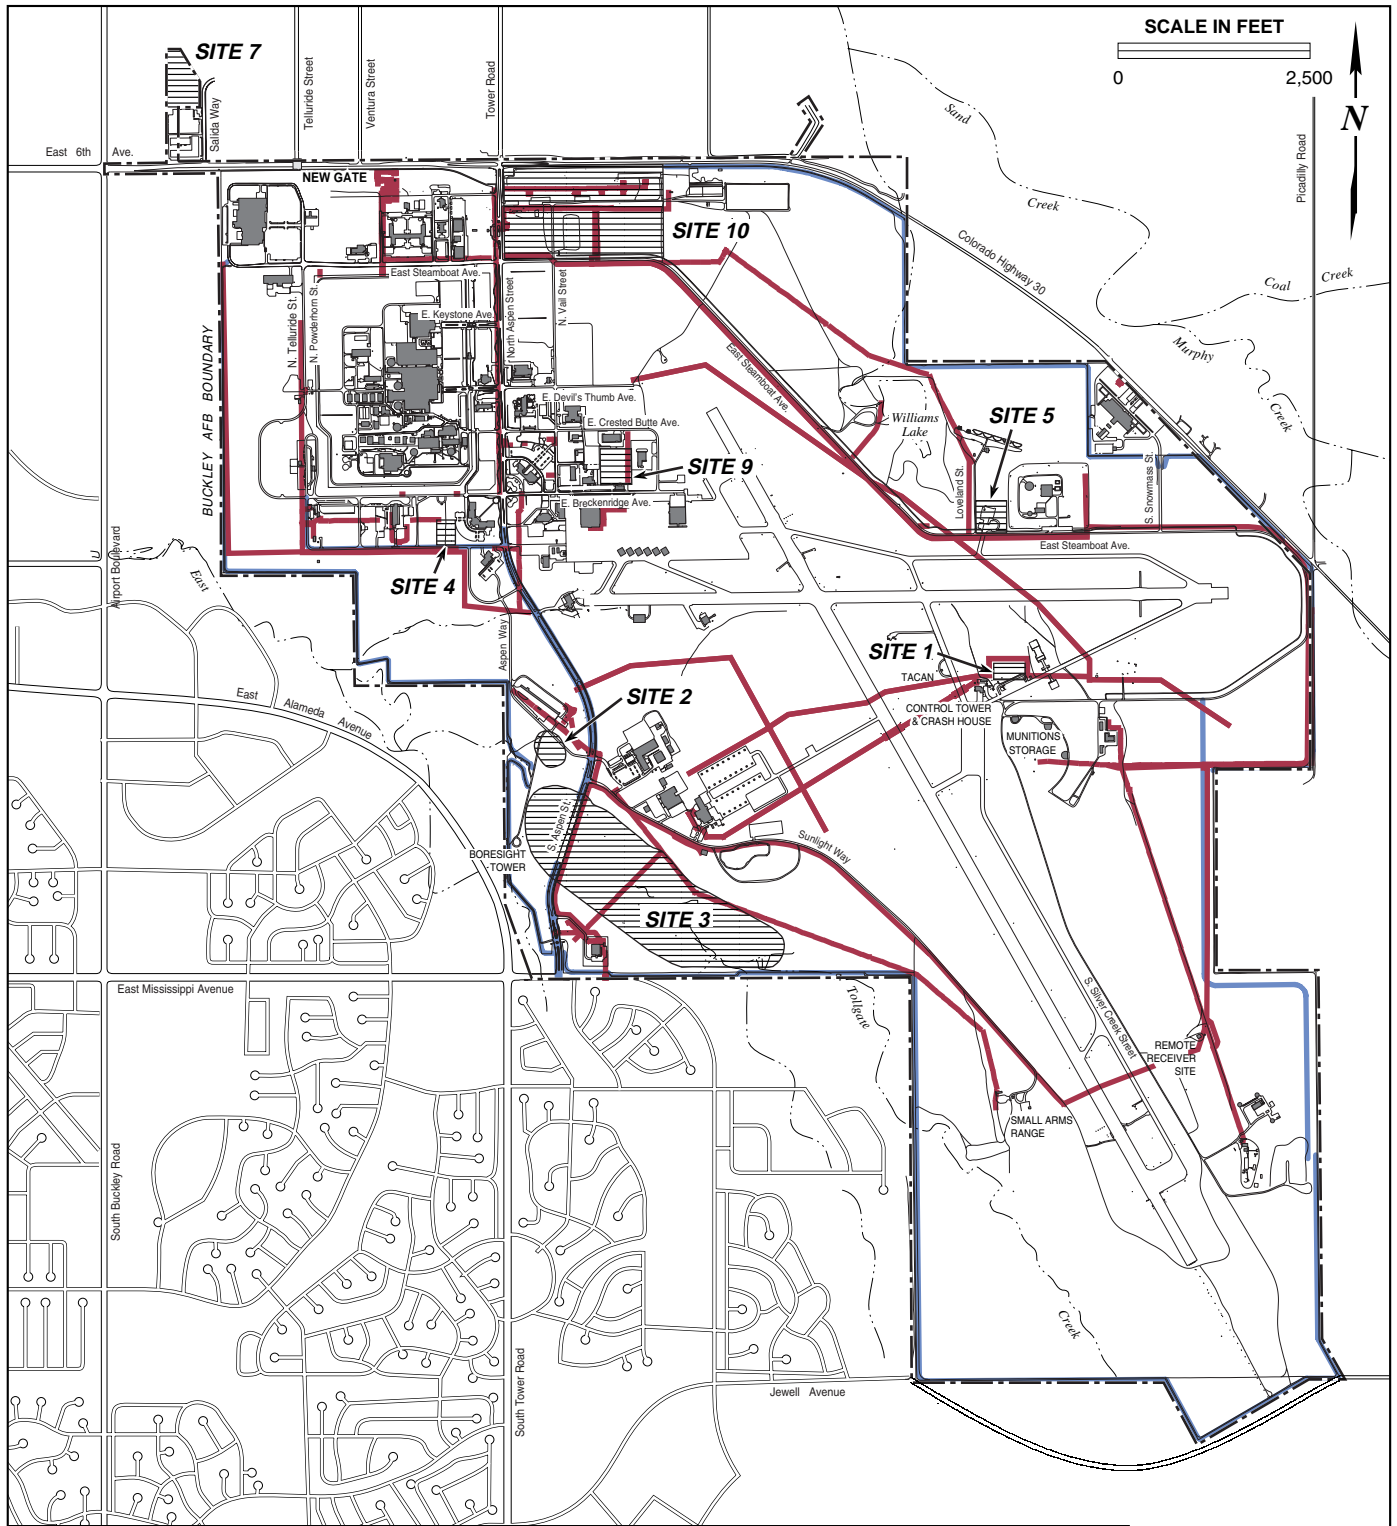 SCALE IN FEET
0 2,500
N
SITE 7
Salida Way
Telluride Street
Ventura Street
Tower Road
Sand
Creek
Picadilly Road
East 6th Ave.
NEW GATE
SITE 10
Colorado Highway 30
Coal Creek
Murphy
Creek
East Steamboat Ave.
N. Telluride St.
N. Powderhorn St.
E. Keystone Ave.
North Aspen Street
N. Vail Street
BUCKLEY AFB BOUNDARY
East Steamboat Ave.
E. Devil's Thumb Ave.
E. Crested Butte Ave.
Williams
Lake
SITE 5
SITE 9
Loveland St.
S. Snowmass St.
E. Breckenridge Ave.
East Steamboat Ave.
Airport Boulevard
East
SITE 4
Aspen Way
SITE 1
TACAN
CONTROL TOWER
& CRASH HOUSE
East Alameda Avenue
SITE 2
MUNITIONS
STORAGE
S. Aspen St.
Sunlight Way
BORESIGHT
TOWER
SITE 3
East Mississippi Avenue
Tollgate
S. Silver Creek Street
REMOTE
RECEIVER
SITE
SMALL ARMS
RANGE
South Buckley Road
Creek
South Tower Road
Jewell Avenue